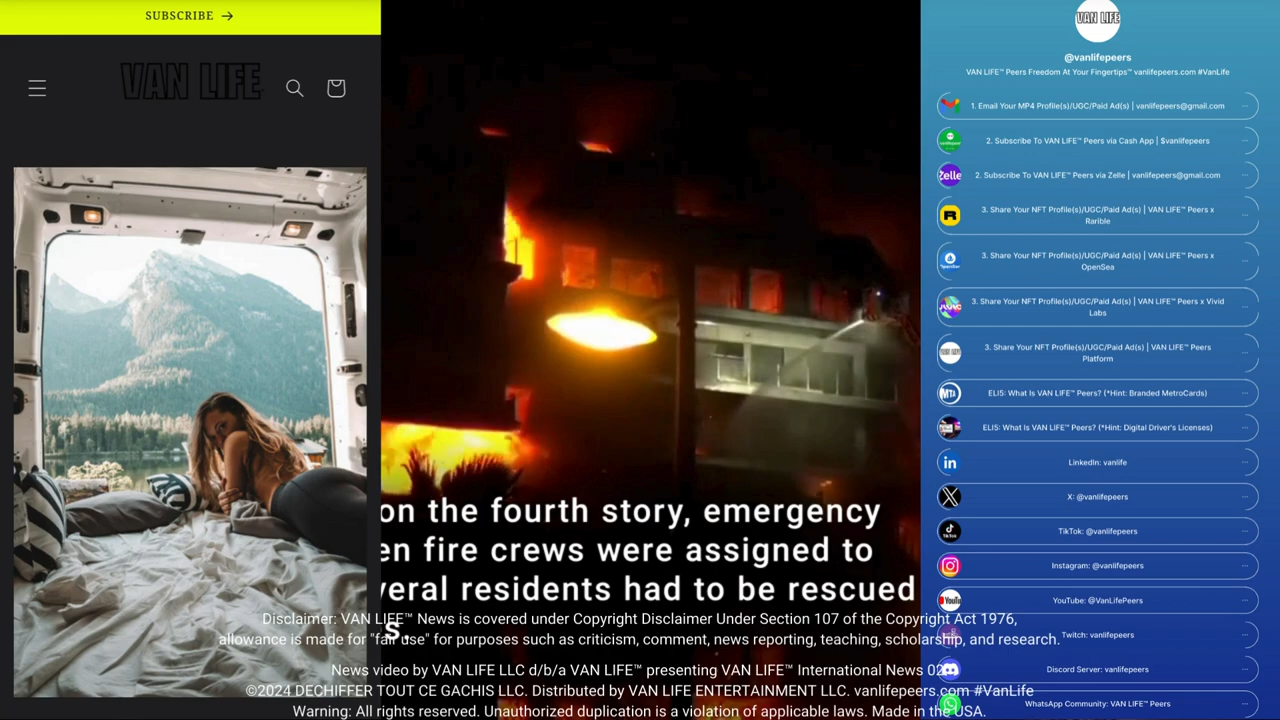 SUBSCRIBE →
VAN LIFE
on the fourth story, emergency
en fire crews were assigned to
veral residents had to be rescued
s.
Disclaimer: VAN LIFE™ News is covered under Copyright Disclaimer Under Section 107 of the Copyright Act 1976,
allowance is made for "fair use" for purposes such as criticism, comment, news reporting, teaching, scholarship, and research.
News video by VAN LIFE LLC d/b/a VAN LIFE™ presenting VAN LIFE™ International News 02
©2024 DECHIFFER TOUT CE GACHIS LLC. Distributed by VAN LIFE ENTERTAINMENT LLC. vanlifepeers.com #VanLife
Warning: All rights reserved. Unauthorized duplication is a violation of applicable laws. Made in the USA.
VAN LIFE
@vanlifepeers
VAN LIFE™ Peers Freedom At Your Fingertips™ vanlifepeers.com #VanLife
1. Email Your MP4 Profile(s)/UGC/Paid Ad(s) | vanlifepeers@gmail.com
2. Subscribe To VAN LIFE™ Peers via Cash App | $vanlifepeers
Zelle
2. Subscribe To VAN LIFE™ Peers via Zelle | vanlifepeers@gmail.com
R
3. Share Your NFT Profile(s)/UGC/Paid Ad(s) | VAN LIFE™ Peers x
Rarible
OpenSea
3. Share Your NFT Profile(s)/UGC/Paid Ad(s) | VAN LIFE™ Peers x
OpenSea
3. Share Your NFT Profile(s)/UGC/Paid Ad(s) | VAN LIFE™ Peers x Vivid
Labs
VAN LIFE
3. Share Your NFT Profile(s)/UGC/Paid Ad(s) | VAN LIFE™ Peers
Platform
MTA
ELI5: What Is VAN LIFE™ Peers? (*Hint: Branded MetroCards)
ELI5: What Is VAN LIFE™ Peers? (*Hint: Digital Driver's Licenses)
in
LinkedIn: vanlife
X
X: @vanlifepeers
TikTok
TikTok: @vanlifepeers
Instagram: @vanlifepeers
YouTube
YouTube: @VanLifePeers
Twitch: vanlifepeers
Discord Server: vanlifepeers
WhatsApp Community: VAN LIFE™ Peers